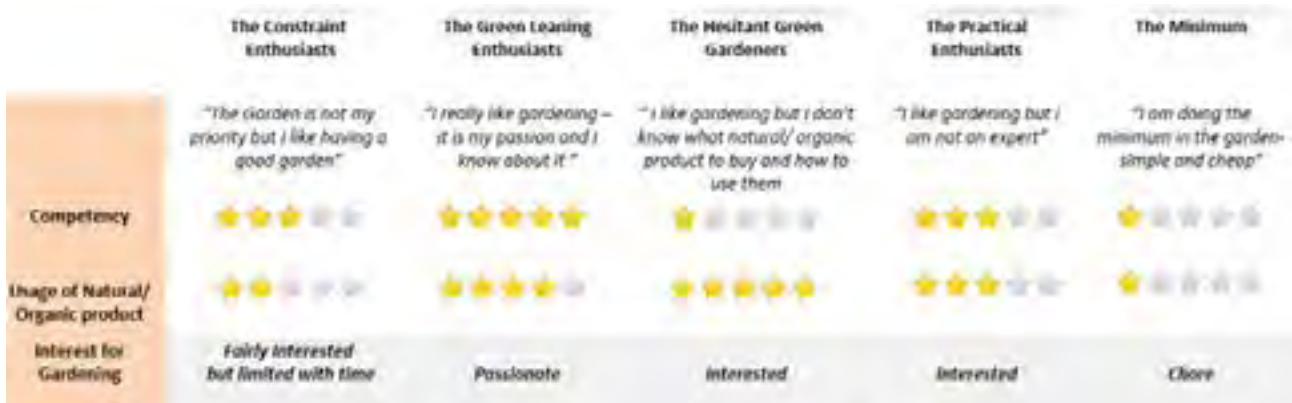 The Constraint
Enthusiasts
The Green Leaning
Enthusiasts
The Hesitant Green
Gardeners
The Practical
Enthusiasts
The Minimum
"The Garden is not my
priority but i like having a
good garden"
"I really like gardening –
it is my passion and I
know about it "
" I like gardening but i don't
know what natural/ organic
product to buy and how to
use them
"I like gardening but i
am not an expert"
"I am doing the
minimum in the garden-
simple and cheap"
Competency
Usage of Natural/
Organic product
Interest for
Gardening
Fairly Interested
but limited with time
Passionate
Interested
Interested
Chore